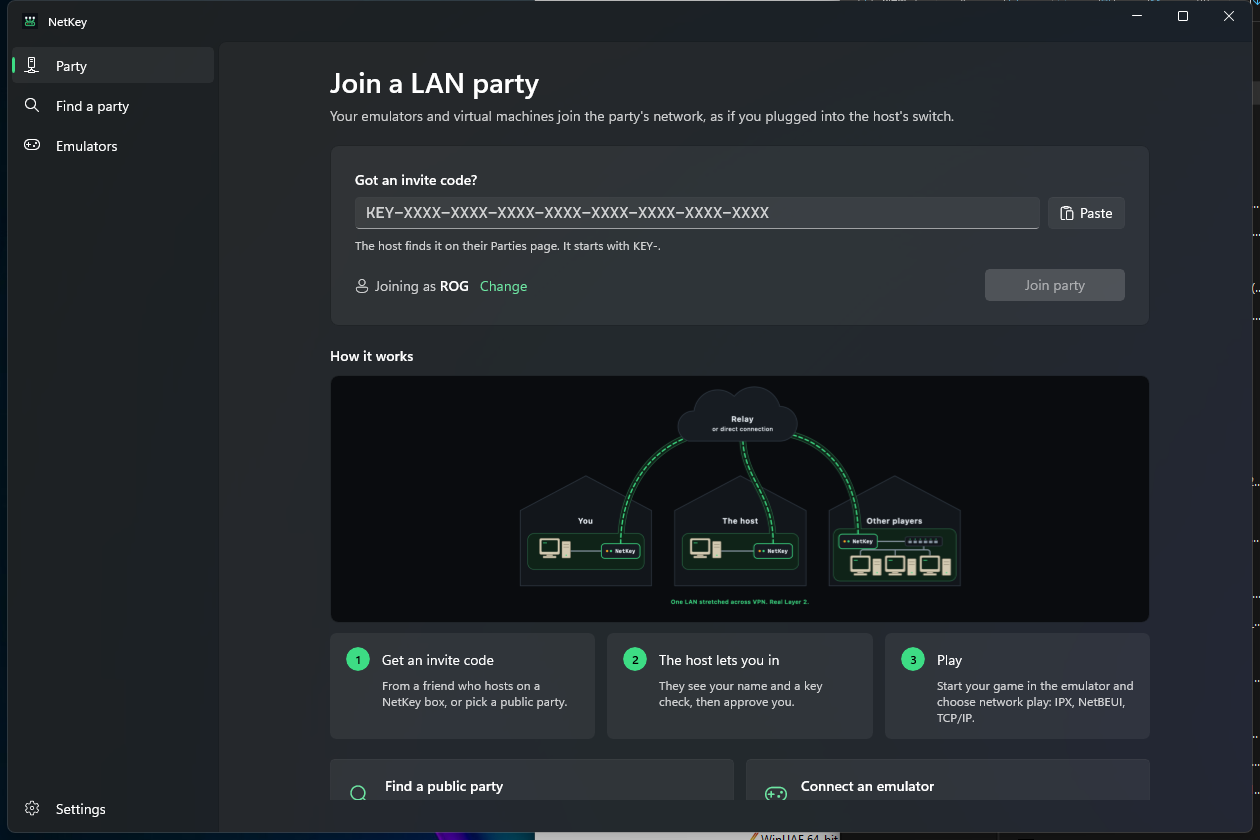 NetKey
Party
Find a party
Emulators
Settings
Join a LAN party
Your emulators and virtual machines join the party's network, as if you plugged into the host's switch.
Got an invite code?
KEY-XXXX-XXXX-XXXX-XXXX-XXXX-XXXX-XXXX-XXXX
Paste
The host finds it on their Parties page. It starts with KEY-.
Joining as ROG Change
Join party
How it works
Relay
or direct connection
You
The host
Other players
NetKey
NetKey
NetKey
One LAN stretched across VPN. Real Layer 2.
1 Get an invite code
From a friend who hosts on a
NetKey box, or pick a public party.
2 The host lets you in
They see your name and a key
check, then approve you.
3 Play
Start your game in the emulator and
choose network play: IPX, NetBEUI,
TCP/IP.
Find a public party
Connect an emulator
WinUAE 64-bit